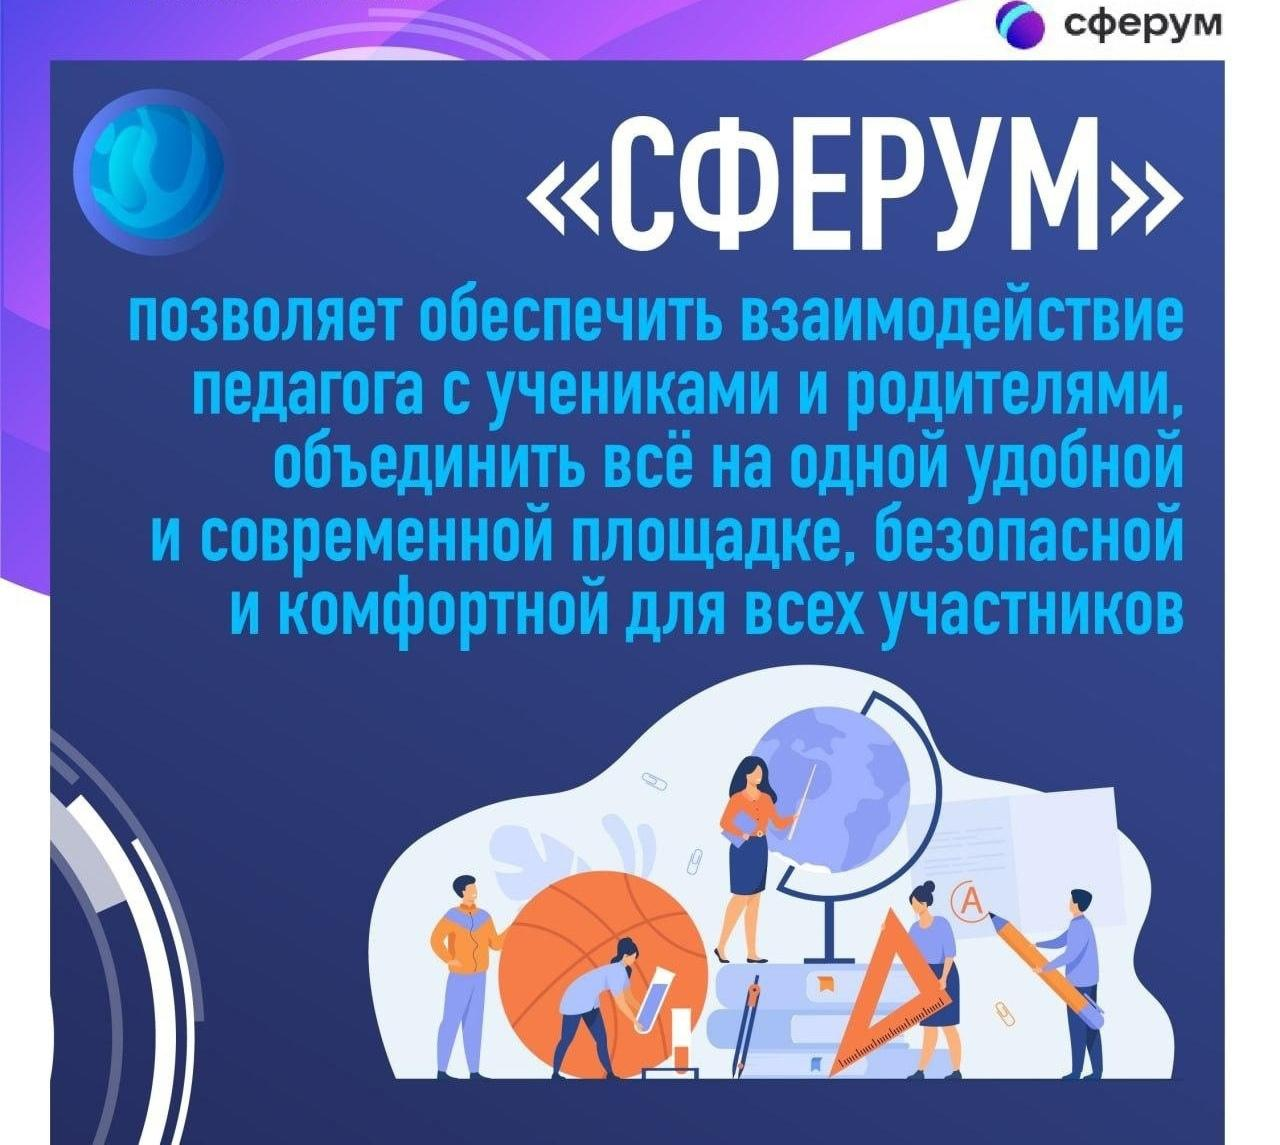 сферум
«СФЕРУМ»
позволяет обеспечить взаимодействие
педагога с учениками и родителями,
объединить всё на одной удобной
и современной площадке, безопасной
и комфортной для всех участников
A